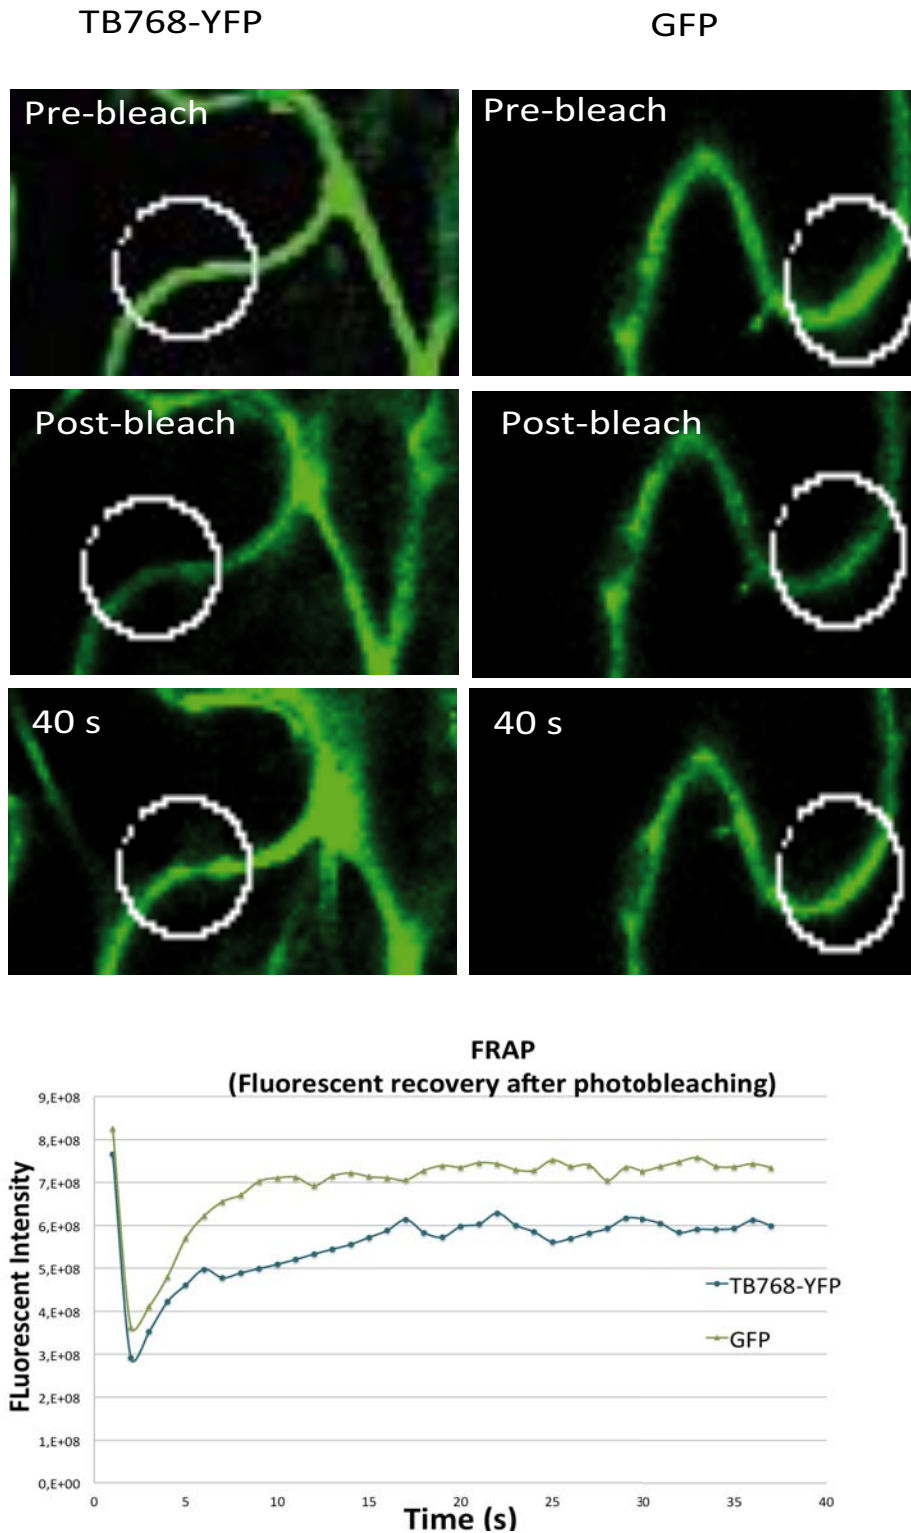 TB768-YFP
GFP
Pre-bleach
Pre-bleach
Post-bleach
Post-bleach
40 s
40 s
FRAP
(Fluorescent recovery after photobleaching)
FLuorescent Intensity
9,E+08
8,E+08
7,E+08
6,E+08
5,E+08
4,E+08
3,E+08
2,E+08
1,E+08
0,E+00
TB768-YFP
GFP
0 5 10 15 20 25 30 35 40
Time (s)